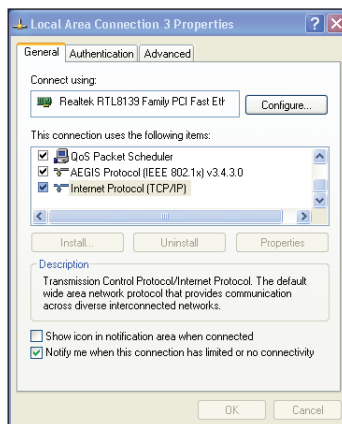 Local Area Connection 3 Properties
General Authentication Advanced
Connect using:
Realtek RTL8139 Family PCI Fast Eth
Configure...
This connection uses the following items:
QoS Packet Scheduler
AEGIS Protocol (IEEE 802.1x) v3.4.3.0
Internet Protocol (TCP/IP)
Install... Uninstall Properties
Description
Transmission Control Protocol/Internet Protocol. The default
wide area network protocol that provides communication
across diverse interconnected networks.
Show icon in notification area when connected
Notify me when this connection has limited or no connectivity
OK Cancel